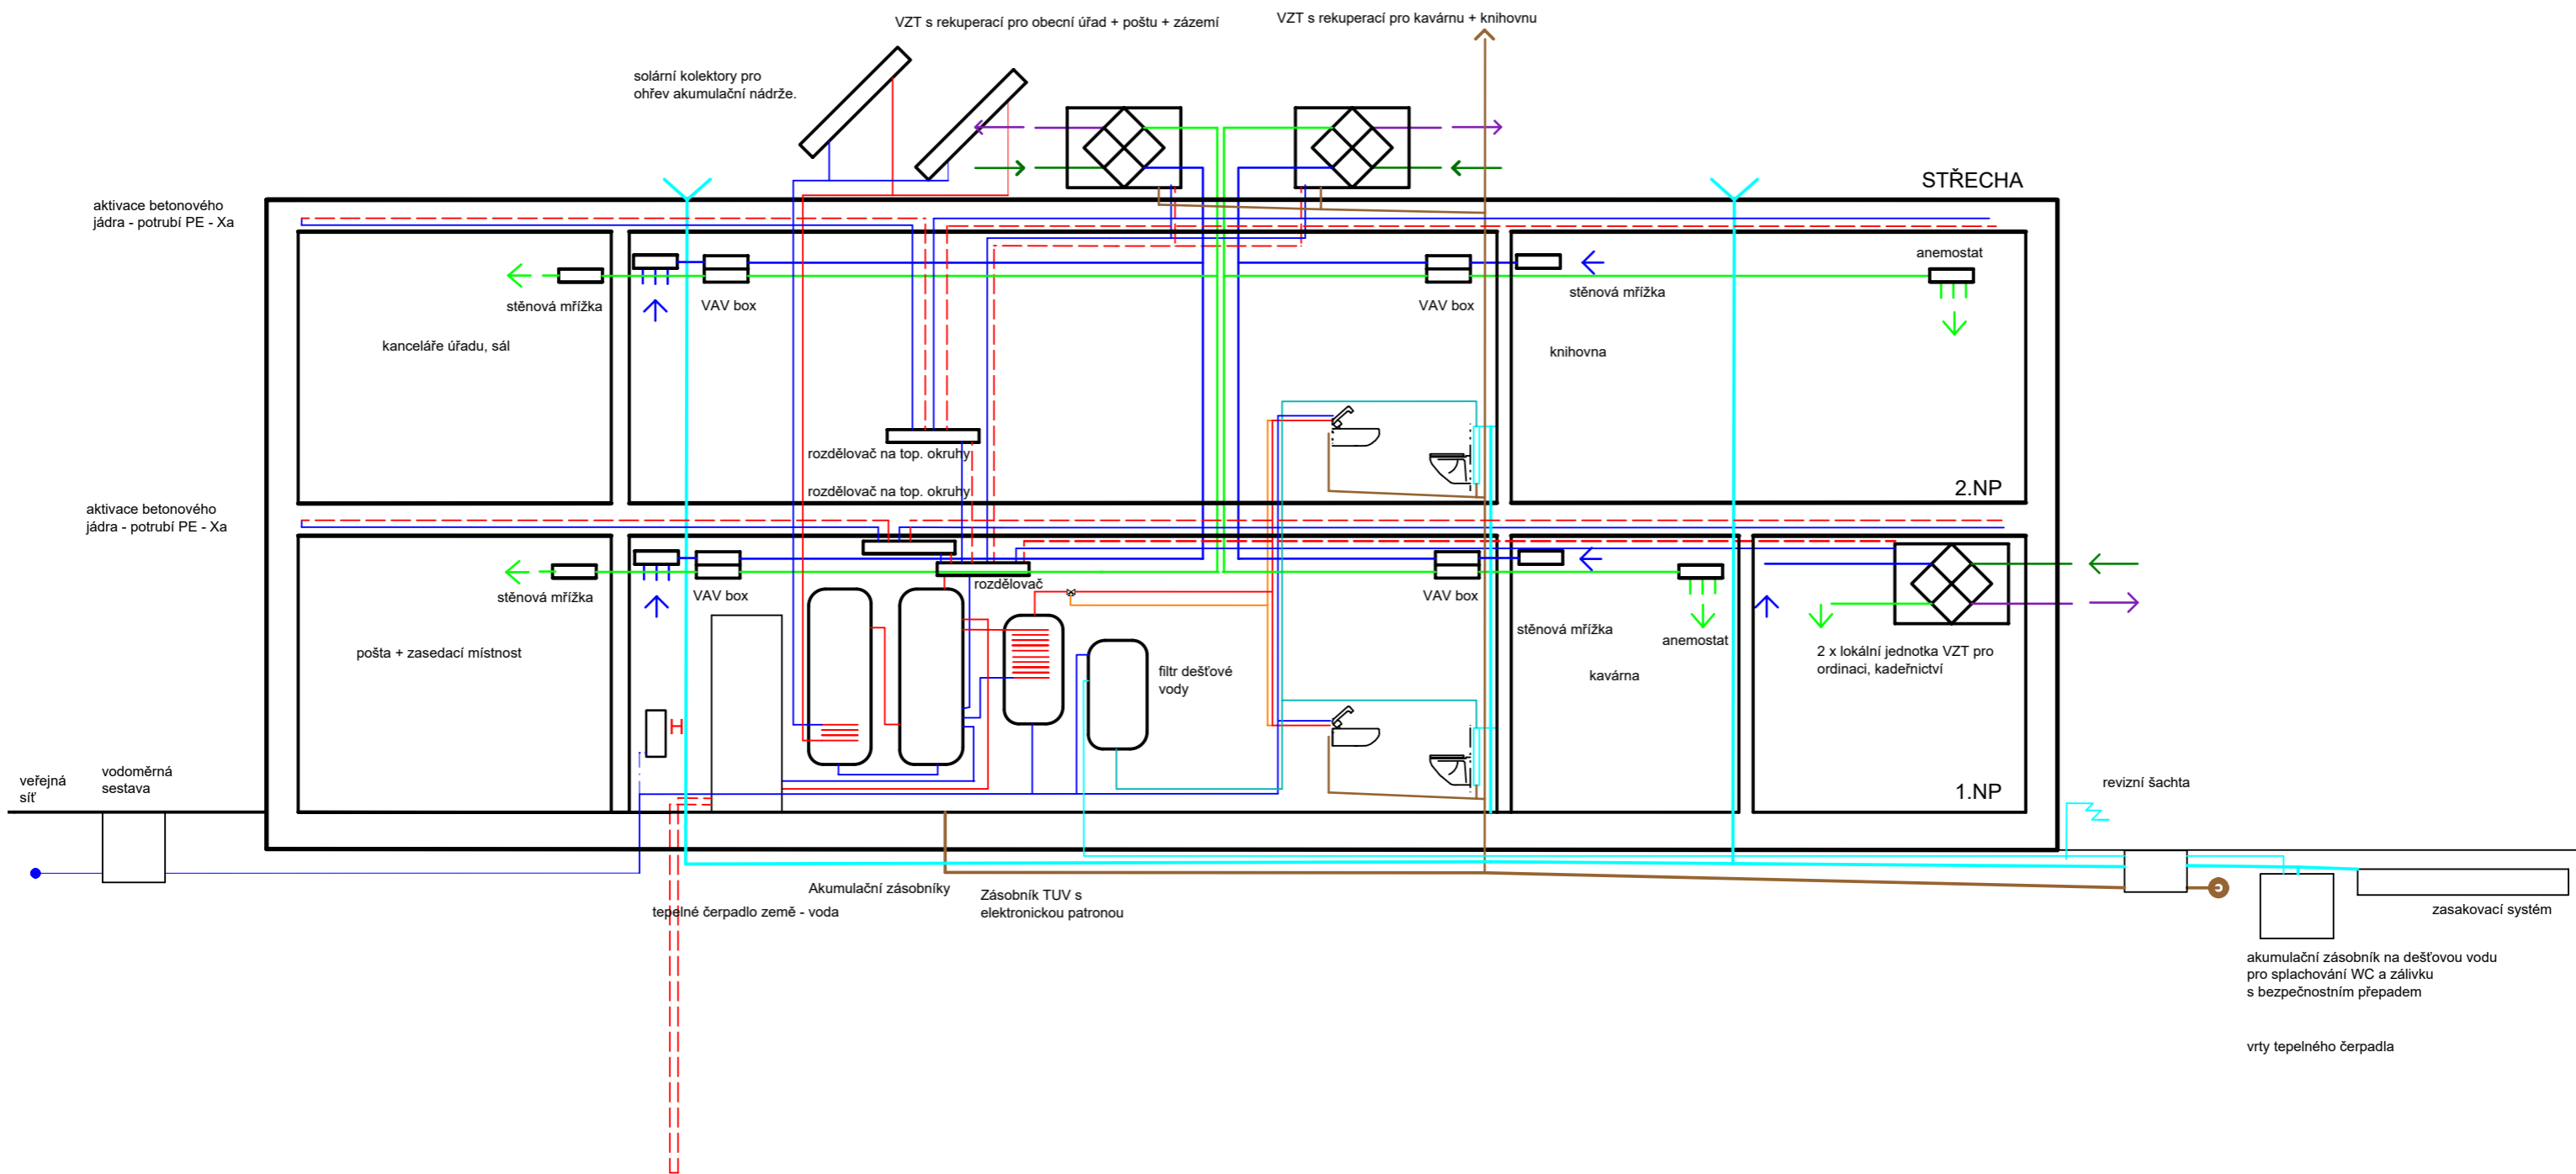 VZT s rekuperací pro obecní úřad + poštu + zázemí
VZT s rekuperací pro kavárnu + knihovnu
solární kolektory pro
ohřev akumulační nádrže.
STŘECHA
aktivace betonového
jádra - potrubí PE - Xa
anemostat
stěnová mřížka
VAV box
VAV box
stěnová mřížka
kanceláře úřadu, sál
knihovna
rozdělovač na top. okruhy
rozdělovač na top. okruhy
2.NP
aktivace betonového
jádra - potrubí PE - Xa
rozdělovač
stěnová mřížka
VAV box
VAV box
stěnová mřížka
anemostat
pošta + zasedací místnost
filtr dešťové
vody
kavárna
2 x lokální jednotka VZT pro
ordinaci, kadeřnictví
veřejná
síť
vodoměrná
sestava
1.NP
revizní šachta
Akumulační zásobníky
tepelné čerpadlo země - voda
Zásobník TUV s
elektronickou patronou
zasakovací systém
akumulační zásobník na dešťovou vodu
pro splachování WC a zálivku
s bezpečnostním přepadem
vrty tepelného čerpadla